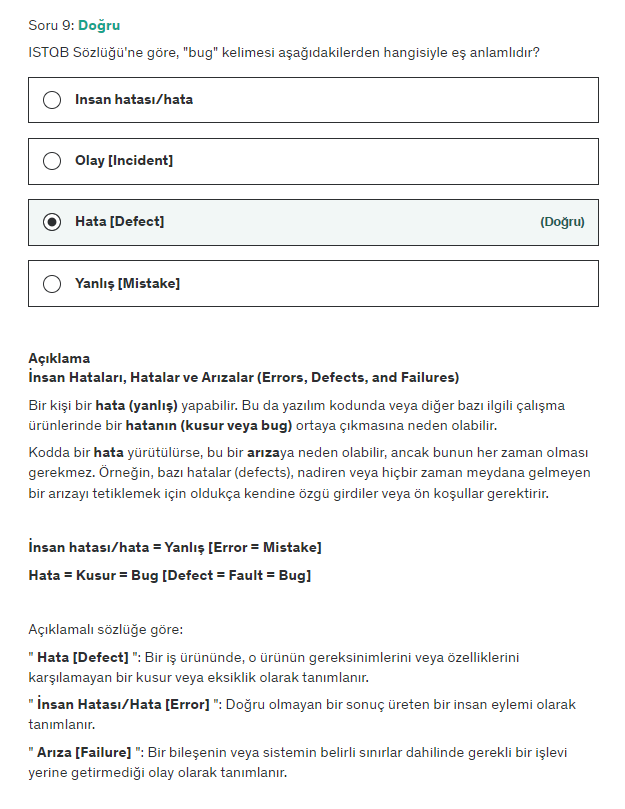 Soru 9: Doğru
ISTQB Sözlüğü'ne göre, "bug" kelimesi aşağıdakilerden hangisiyle eş anlamlıdır?
Insan hatası/hata
Olay [Incident]
Hata [Defect] (Doğru)
Yanlış [Mistake]
Açıklama
İnsan Hataları, Hatalar ve Arızalar (Errors, Defects, and Failures)
Bir kişi bir hata (yanlış) yapabilir. Bu da yazılım kodunda veya diğer bazı ilgili çalışma
ürünlerinde bir hatanın (kusur veya bug) ortaya çıkmasına neden olabilir.
Kodda bir hata yürütülürse, bu bir arızaya neden olabilir, ancak bunun her zaman olması
gerekmez. Örneğin, bazı hatalar (defects), nadiren veya hiçbir zaman meydana gelmeyen
bir arızayı tetiklemek için oldukça kendine özgü girdiler veya ön koşullar gerektirir.
İnsan hatası/hata = Yanlış [Error = Mistake]
Hata = Kusur = Bug [Defect = Fault = Bug]
Açıklamalı sözlüğe göre:
" Hata [Defect] ": Bir iş ürününde, o ürünün gereksinimlerini veya özelliklerini
karşılamayan bir kusur veya eksiklik olarak tanımlanır.
" İnsan Hatası/Hata [Error] ": Doğru olmayan bir sonuç üreten bir insan eylemi olarak
tanımlanır.
" Arıza [Failure] ": Bir bileşenin veya sistemin belirli sınırlar dahilinde gerekli bir işlevi
yerine getirmediği olay olarak tanımlanır.